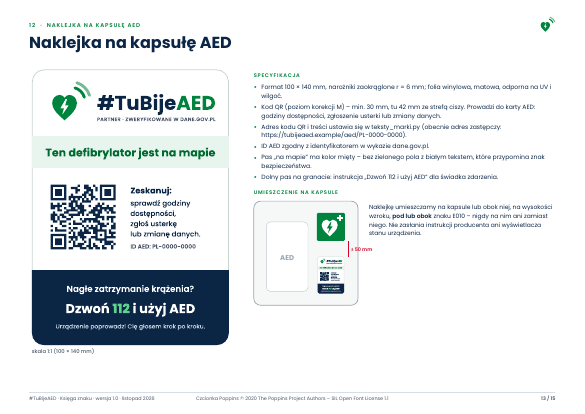 12 · NAKLEJKA NA KAPSUŁĘ AED
Naklejka na kapsułę AED
#TuBijeAED
PARTNER · ZWERYFIKOWANE W DANE.GOV.PL
Ten defibrylator jest na mapie
Zeskanuj:
sprawdź godziny
dostępności,
zgłoś usterkę
lub zmianę danych.
ID AED: PL-0000-0000
Nagłe zatrzymanie krążenia?
Dzwoń 112 i użyj AED
Urządzenie poprowadzi Cię głosem krok po kroku.
skala 1:1 (100 × 140 mm)
SPECYFIKACJA
• Format 100 × 140 mm, narożniki zaokrąglone r = 6 mm; folia winylowa, matowa, odporna na UV i
wilgoć.
• Kod QR (poziom korekcji M) – min. 30 mm, tu 42 mm ze strefą ciszy. Prowadzi do karty AED:
godziny dostępności, zgłoszenie usterki lub zmiany danych.
• Adres kodu QR i treści ustawia się w teksty_marki.py (obecnie adres zastępczy:
https://tubijeaed.example/aed/PL-0000-0000).
• ID AED zgodny z identyfikatorem w wykazie dane.gov.pl.
• Pas „na mapie” ma kolor mięty – bez zielonego pola z białym tekstem, które przypomina znak
bezpieczeństwa.
• Dolny pas na granacie: instrukcja „Dzwoń 112 i użyj AED” dla świadka zdarzenia.
UMIESZCZENIE NA KAPSULE
AED
≥ 50 mm
Naklejkę umieszczamy na kapsule lub obok niej, na wysokości
wzroku, pod lub obok znaku E010 – nigdy na nim ani zamiast
niego. Nie zasłania instrukcji producenta ani wyświetlacza
stanu urządzenia.
#TuBijeAED · Księga znaku · wersja 1.0 · listopad 2026
Czcionka Poppins © 2020 The Poppins Project Authors — SIL Open Font License 1.1
13 / 15